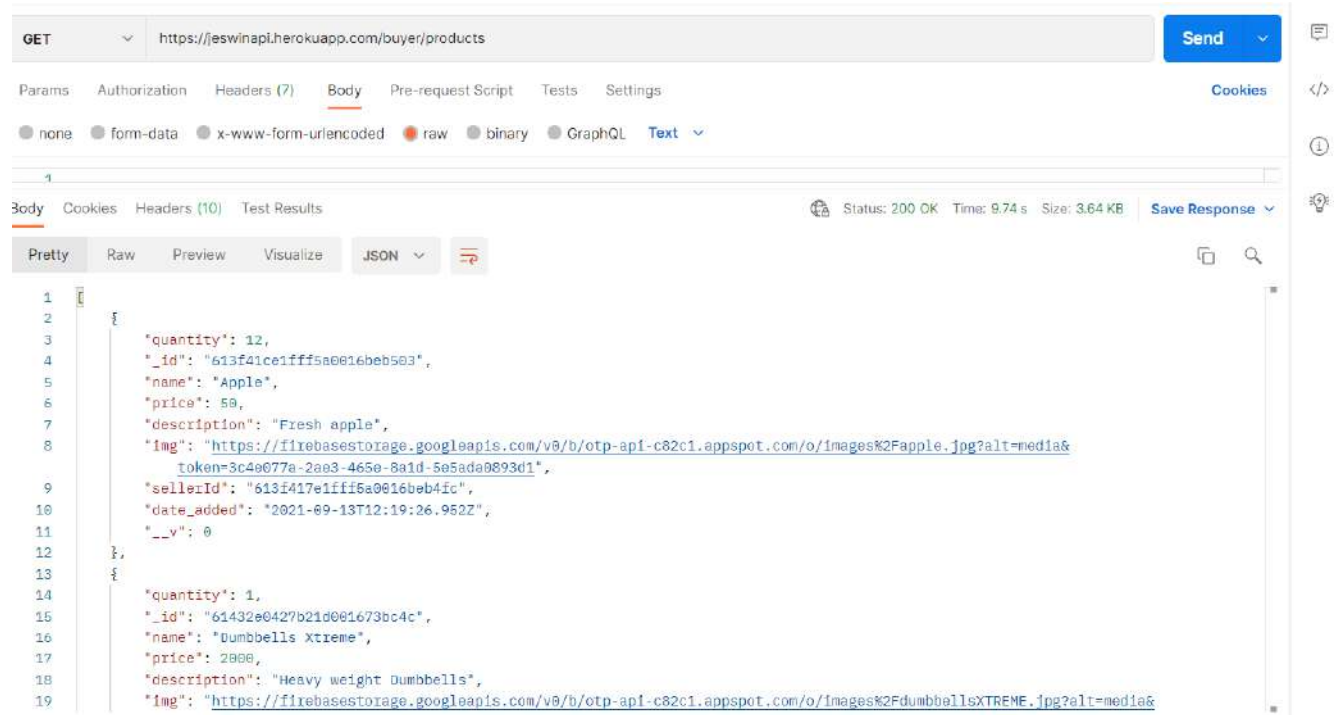 GET https://jeswinapi.herokuapp.com/buyer/products Send
Params Authorization Headers (7) Body Pre-request Script Tests Settings Cookies
none form-data x-www-form-urlencoded raw binary GraphQL Text
1
Body Cookies Headers (10) Test Results Status: 200 OK Time: 9.74 s Size: 3.64 KB Save Response
Pretty Raw Preview Visualize JSON
1 [
2 {
3 "quantity": 12,
4 "_id": "613f41ce1fff5a0016beb503",
5 "name": "Apple",
6 "price": 50,
7 "description": "Fresh apple",
8 "img": "https://firebasestorage.googleapis.com/v0/b/otp-api-c82c1.appspot.com/o/images%2Fapple.jpg?alt=media&
token=3c4e077a-2ae3-465e-8a1d-5e5ada0893d1",
9 "sellerId": "613f417e1fff5a0016beb4fc",
10 "date_added": "2021-09-13T12:19:26.952Z",
11 "__v": 0
12 },
13 {
14 "quantity": 1,
15 "_id": "61432e0427b21d001673bc4c",
16 "name": "Dumbbells Xtreme",
17 "price": 2000,
18 "description": "Heavy weight Dumbbells",
19 "img": "https://firebasestorage.googleapis.com/v0/b/otp-api-c82c1.appspot.com/o/images%2FdumbbellsXTREME.jpg?alt=media&